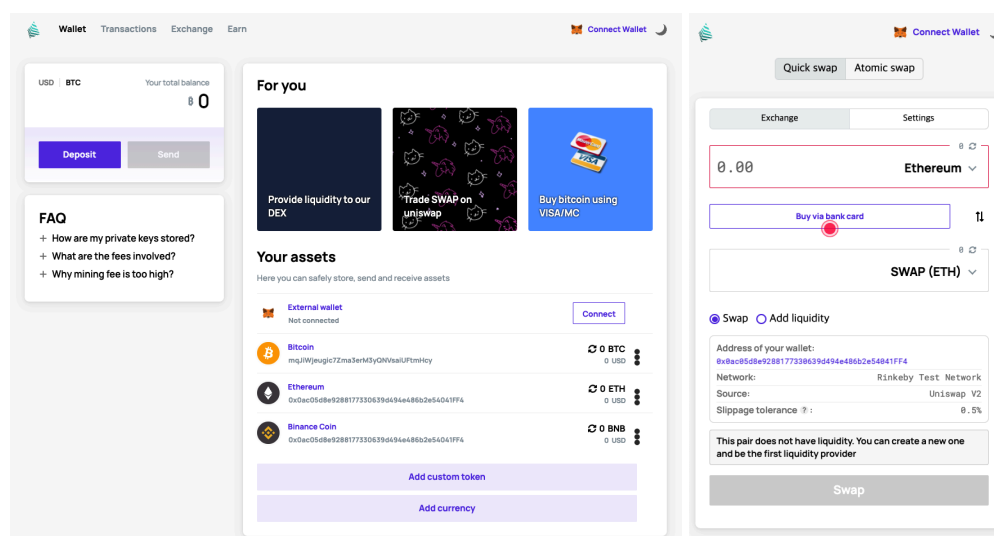 Wallet Transactions Exchange Earn
Connect Wallet
USD BTC
Your total balance
0
Deposit
Send
FAQ
+ How are my private keys stored?
+ What are the fees involved?
+ Why mining fee is too high?
For you
Provide liquidity to our
DEX
Trade SWAP on
uniswap
VISA
Buy bitcoin using
VISA/MC
Your assets
Here you can safely store, send and receive assets
External wallet
Not connected
Connect
Bitcoin
mqJiWjeugic7Zma3erM3yQNVsaiUFtmHcy
0 BTC
0 USD
Ethereum
0x0ac05d8e9288177330639d494e486b2e54041FF4
0 ETH
0 USD
Binance Coin
0x0ac05d8e9288177330639d494e486b2e54041FF4
0 BNB
0 USD
Add custom token
Add currency
Connect Wallet
Quick swap Atomic swap
Exchange Settings
0
0.00 Ethereum
Buy via bank card
0
SWAP (ETH)
Swap Add liquidity
Address of your wallet:
0x0ac05d8e9288177330639d494e486b2e54041FF4
Network: Rinkeby Test Network
Source: Uniswap V2
Slippage tolerance ? : 0.5%
This pair does not have liquidity. You can create a new one
and be the first liquidity provider
Swap